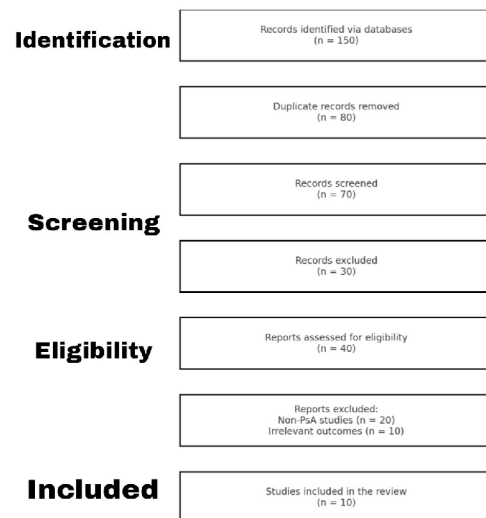 Identification
Records identified via databases
(n = 150)
Duplicate records removed
(n = 80)
Screening
Records screened
(n = 70)
Records excluded
(n = 30)
Eligibility
Reports assessed for eligibility
(n = 40)
Reports excluded:
Non-PsA studies (n = 20)
Irrelevant outcomes (n = 10)
Included
Studies included in the review
(n = 10)